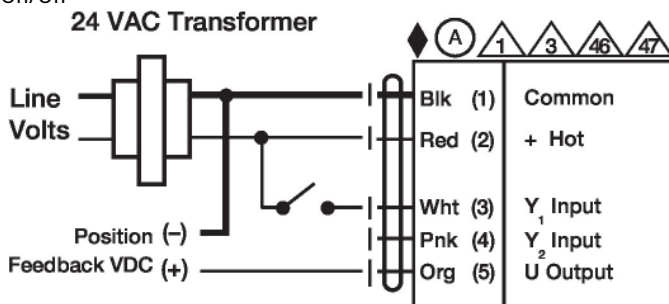 24 VAC Transformer
A 1 3 46 47
Line
Volts
Blk (1) Common
Red (2) + Hot
Wht (3) Y1 Input
Pnk (4) Y2 Input
Org (5) U Output
Position (–)
Feedback VDC (+)